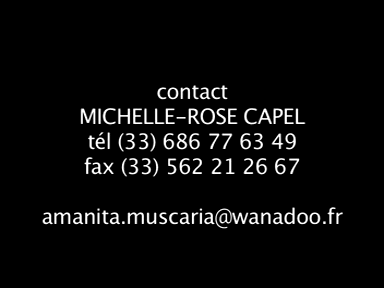 contact
MICHELLE-ROSE CAPEL
tél (33) 686 77 63 49
fax (33) 562 21 26 67
amanita.muscaria@wanadoo.fr